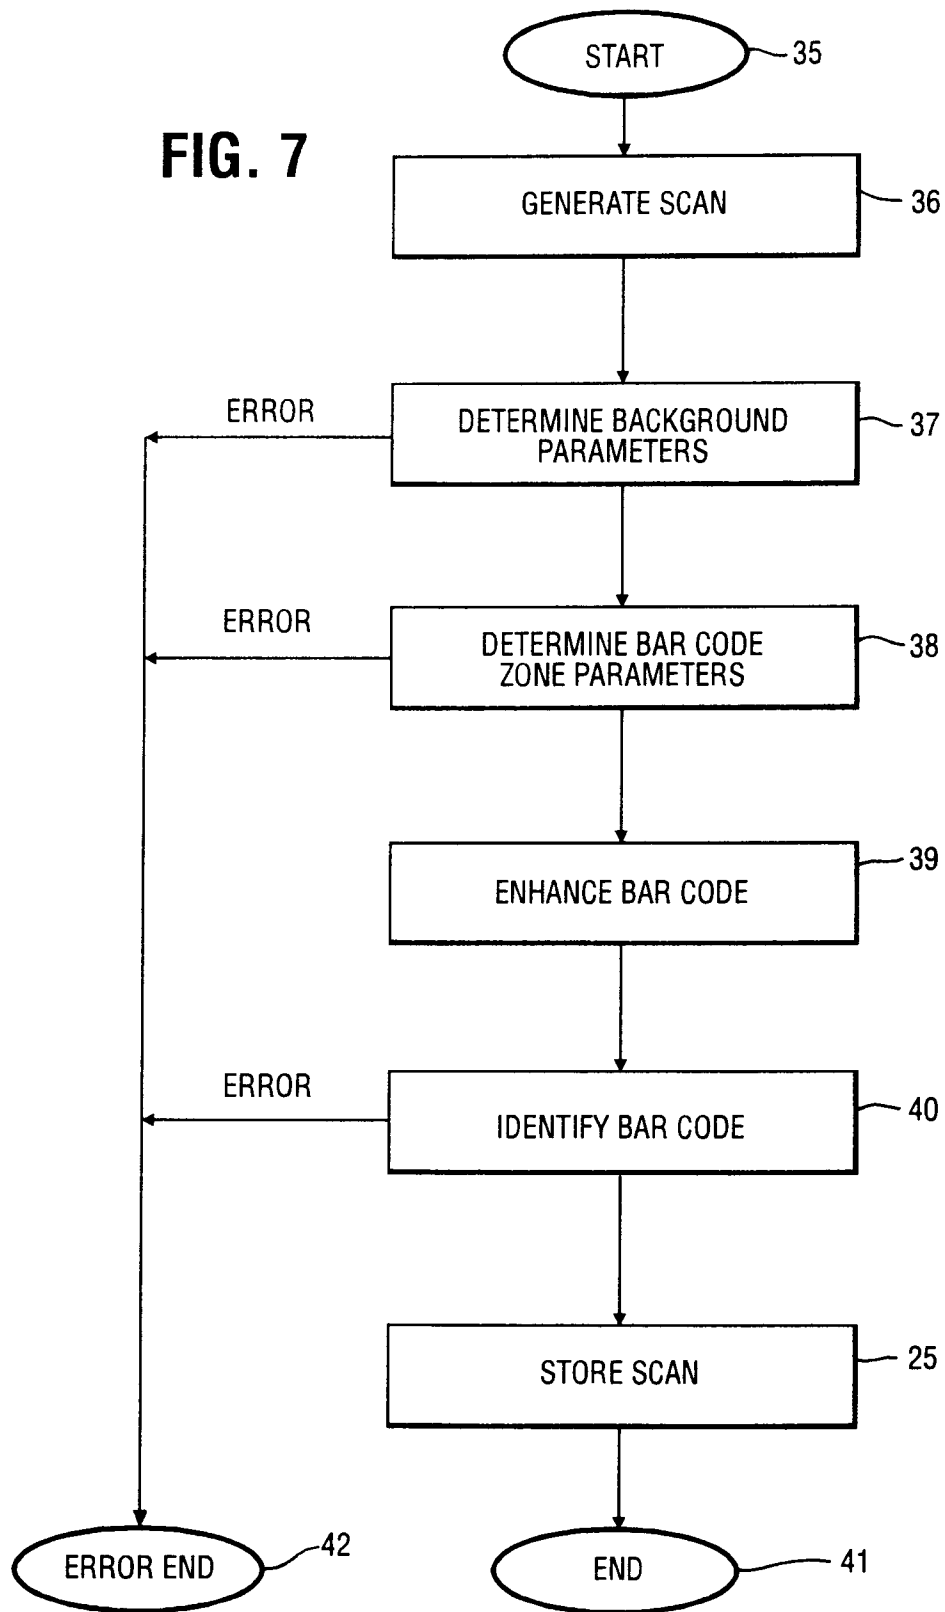 START
35
FIG. 7
GENERATE SCAN
36
ERROR
DETERMINE BACKGROUND
PARAMETERS
37
ERROR
DETERMINE BAR CODE
ZONE PARAMETERS
38
ENHANCE BAR CODE
39
ERROR
IDENTIFY BAR CODE
40
STORE SCAN
25
ERROR END
42
END
41